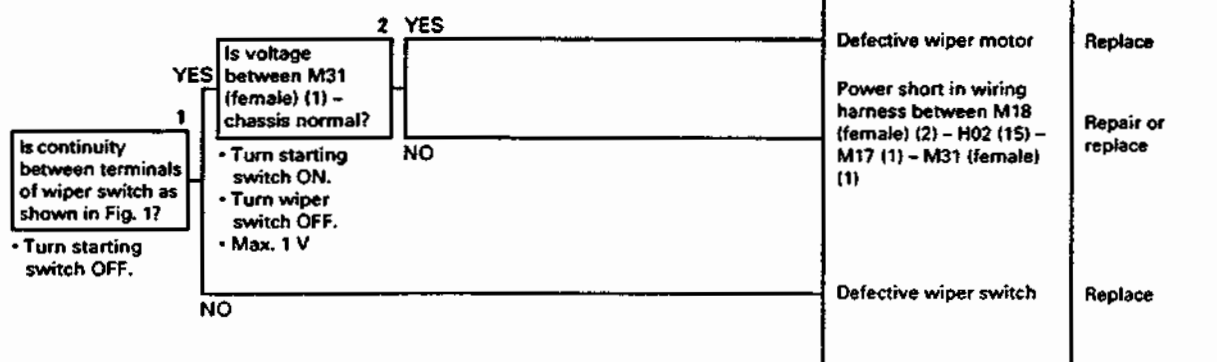 1
Is continuity
between terminals
of wiper switch as
shown in Fig. 1?
• Turn starting
switch OFF.
YES
2
Is voltage
between M31
(female) (1) –
chassis normal?
• Turn starting
switch ON.
• Turn wiper
switch OFF.
• Max. 1 V
YES
Defective wiper motor
Replace
NO
Power short in wiring
harness between M18
(female) (2) – H02 (15) –
M17 (1) – M31 (female)
(1)
Repair or
replace
NO
Defective wiper switch
Replace